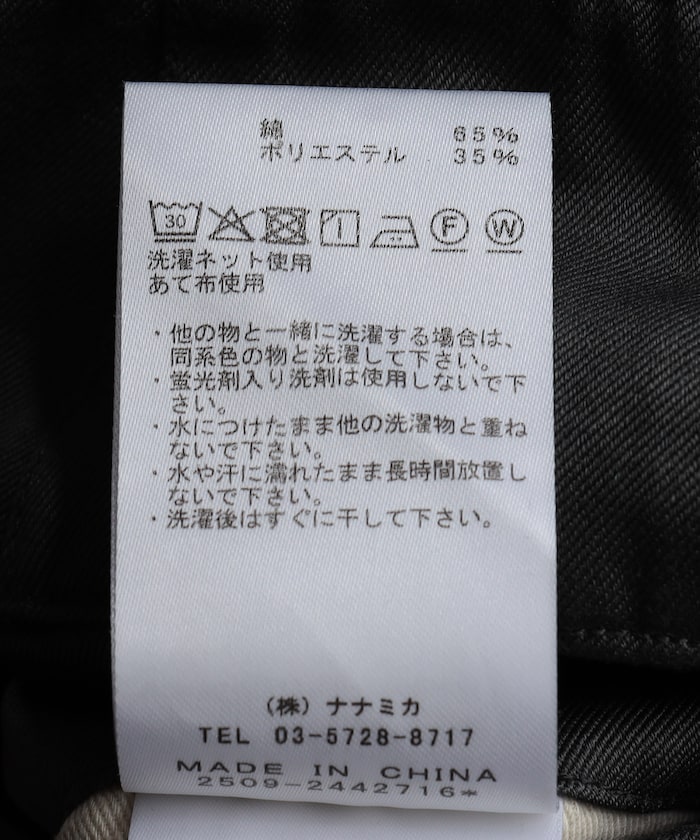 綿 65%
ポリエステル 35%
30 F W
洗濯ネット使用
あて布使用
・他の物と一緒に洗濯する場合は、
同系色の物と洗濯して下さい。
・蛍光剤入り洗剤は使用しないで下
さい。
・水につけたまま他の洗濯物と重ね
ないで下さい。
・水や汗に濡れたまま長時間放置し
ないで下さい。
・洗濯後はすぐに干して下さい。
（株）ナナミカ
TEL 03-5728-8717
MADE IN CHINA
2509-2442716*